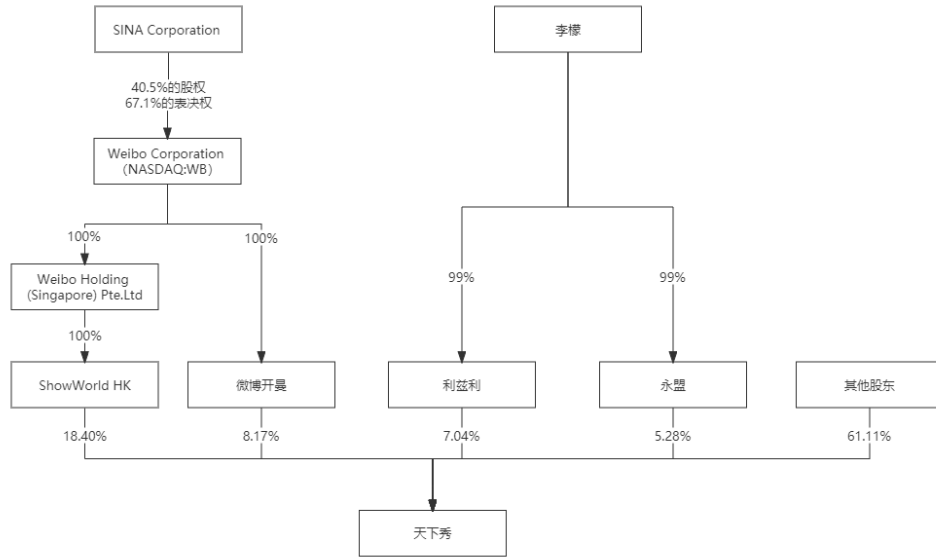 SINA Corporation
李檬
40.5%的股权
67.1%的表决权
Weibo Corporation
（NASDAQ:WB）
100%
100%
Weibo Holding
(Singapore) Pte.Ltd
99%
99%
100%
ShowWorld HK
微博开曼
利兹利
永盟
其他股东
18.40%
8.17%
7.04%
5.28%
61.11%
天下秀